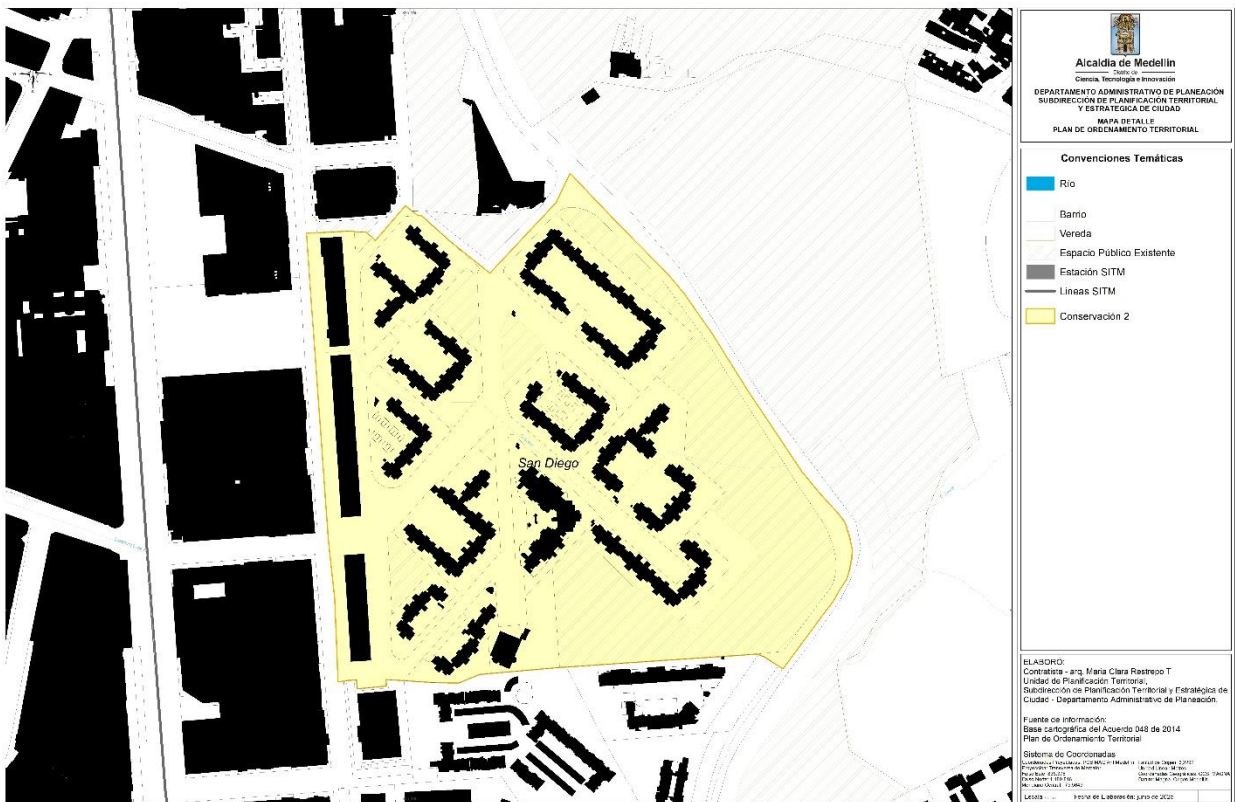 San Diego
Alcaldía de Medellín
Distrito de
Ciencia, Tecnología e Innovación
DEPARTAMENTO ADMINISTRATIVO DE PLANEACIÓN
SUBDIRECCIÓN DE PLANIFICACIÓN TERRITORIAL
Y ESTRATEGICA DE CIUDAD
MAPA DETALLE
PLAN DE ORDENAMIENTO TERRITORIAL
Convenciones Temáticas
Río
Barrio
Vereda
Espacio Público Existente
Estación SITM
Lineas SITM
Conservación 2
ELABORÓ:
Contratista - arq. Maria Clara Restrepo T
Unidad de Planificación Territorial,
Subdirección de Planificación Territorial y Estratégica de
Ciudad - Departamento Administrativo de Planeación.
Fuente de información:
Base cartográfica del Acuerdo 048 de 2014
Plan de Ordenamiento Territorial
Sistema de Coordenadas